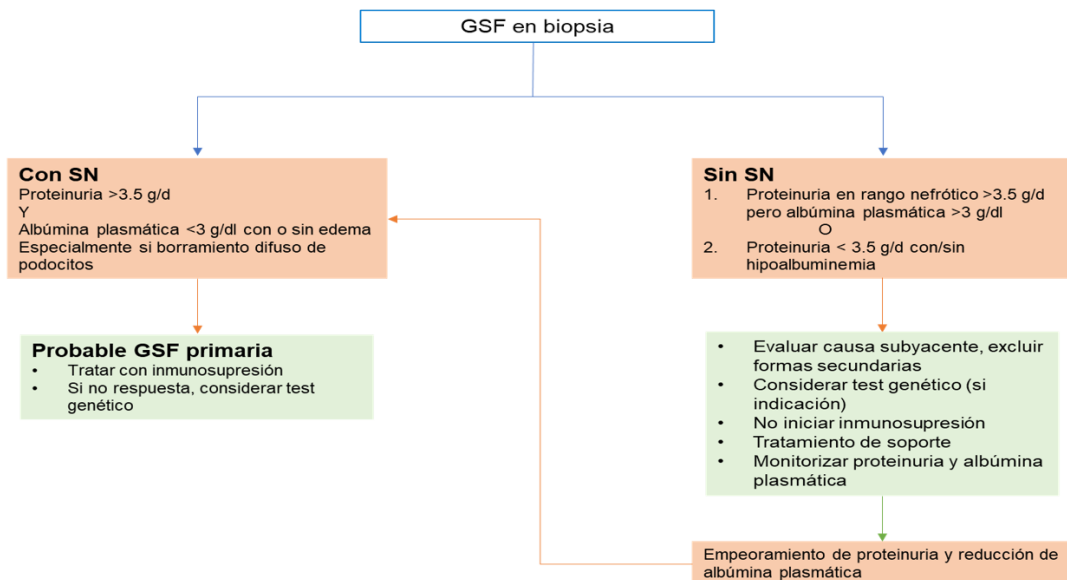 GSF en biopsia
Con SN
Proteinuria >3.5 g/d
Y
Albúmina plasmática <3 g/dl con o sin edema
Especialmente si borramiento difuso de
podocitos
Probable GSF primaria
• Tratar con inmunosupresión
• Si no respuesta, considerar test
genético
Sin SN
1. Proteinuria en rango nefrótico >3.5 g/d
pero albúmina plasmática >3 g/dl
O
2. Proteinuria < 3.5 g/d con/sin
hipoalbuminemia
• Evaluar causa subyacente, excluir
formas secundarias
• Considerar test genético (si
indicación)
• No iniciar inmunosupresión
• Tratamiento de soporte
• Monitorizar proteinuria y albúmina
plasmática
Empeoramiento de proteinuria y reducción de
albúmina plasmática